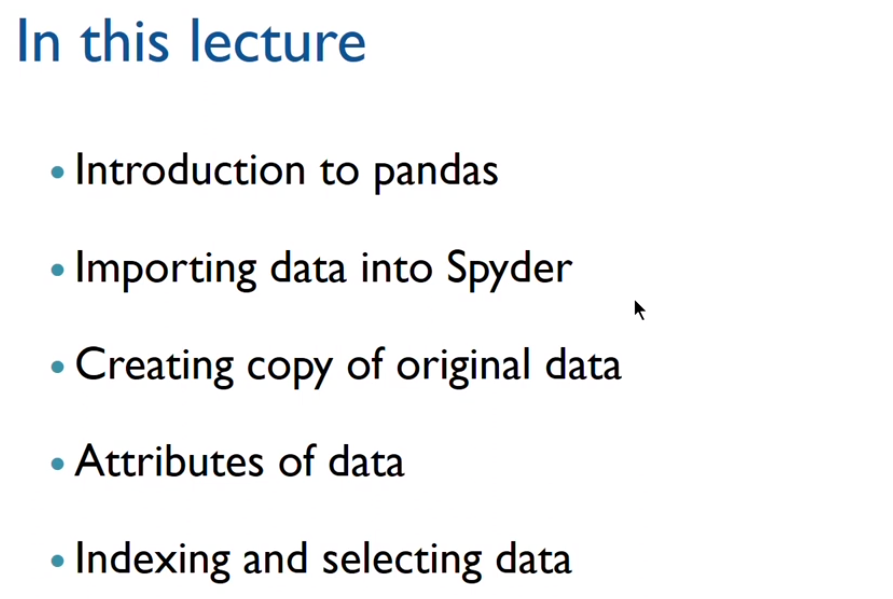 In this lecture
• Introduction to pandas
• Importing data into Spyder
• Creating copy of original data
• Attributes of data
• Indexing and selecting data